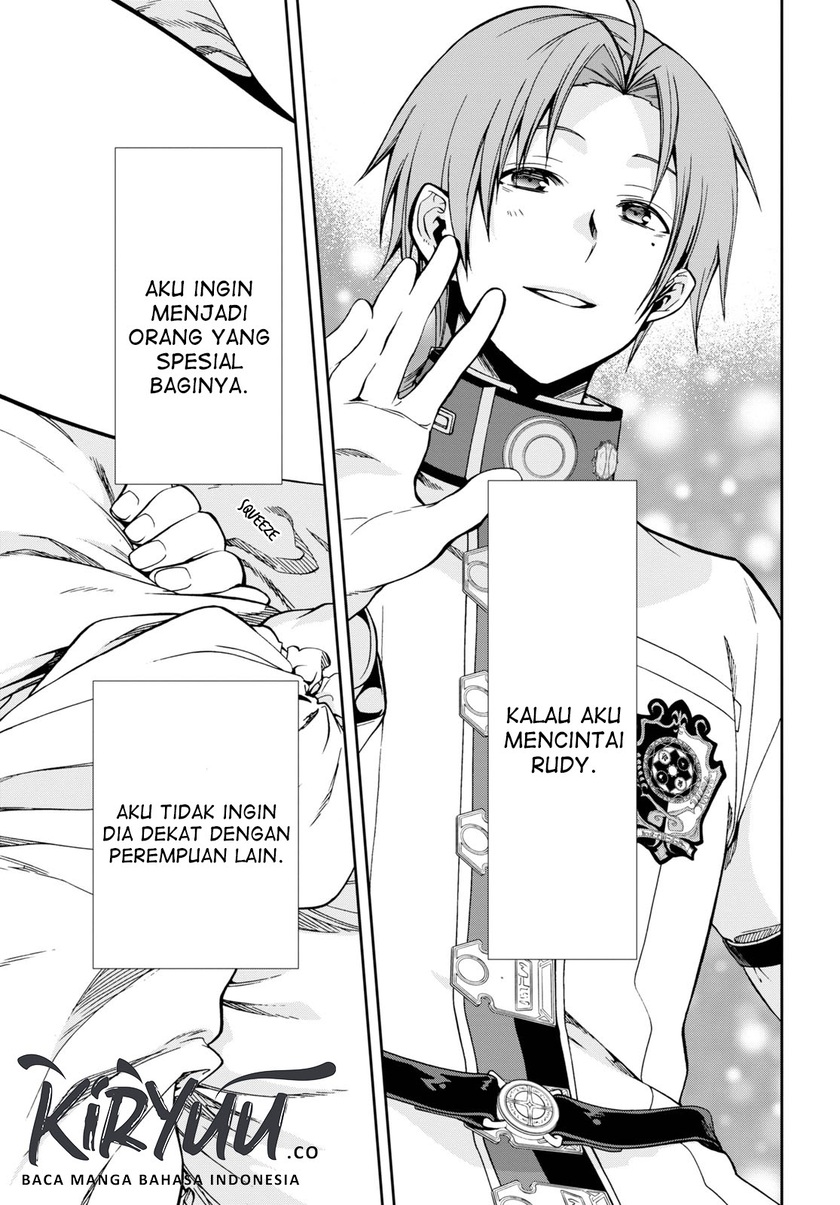 KALAU AKU
MENCINTAI
RUDY.
AKU INGIN
MENJADI
ORANG YANG
SPESIAL
BAGINYA.
SQUEEZE
AKU TIDAK INGIN
DIA DEKAT DENGAN
PEREMPUAN LAIN.
KIRYUU.CO
BACA MANGA BAHASA INDONESIA